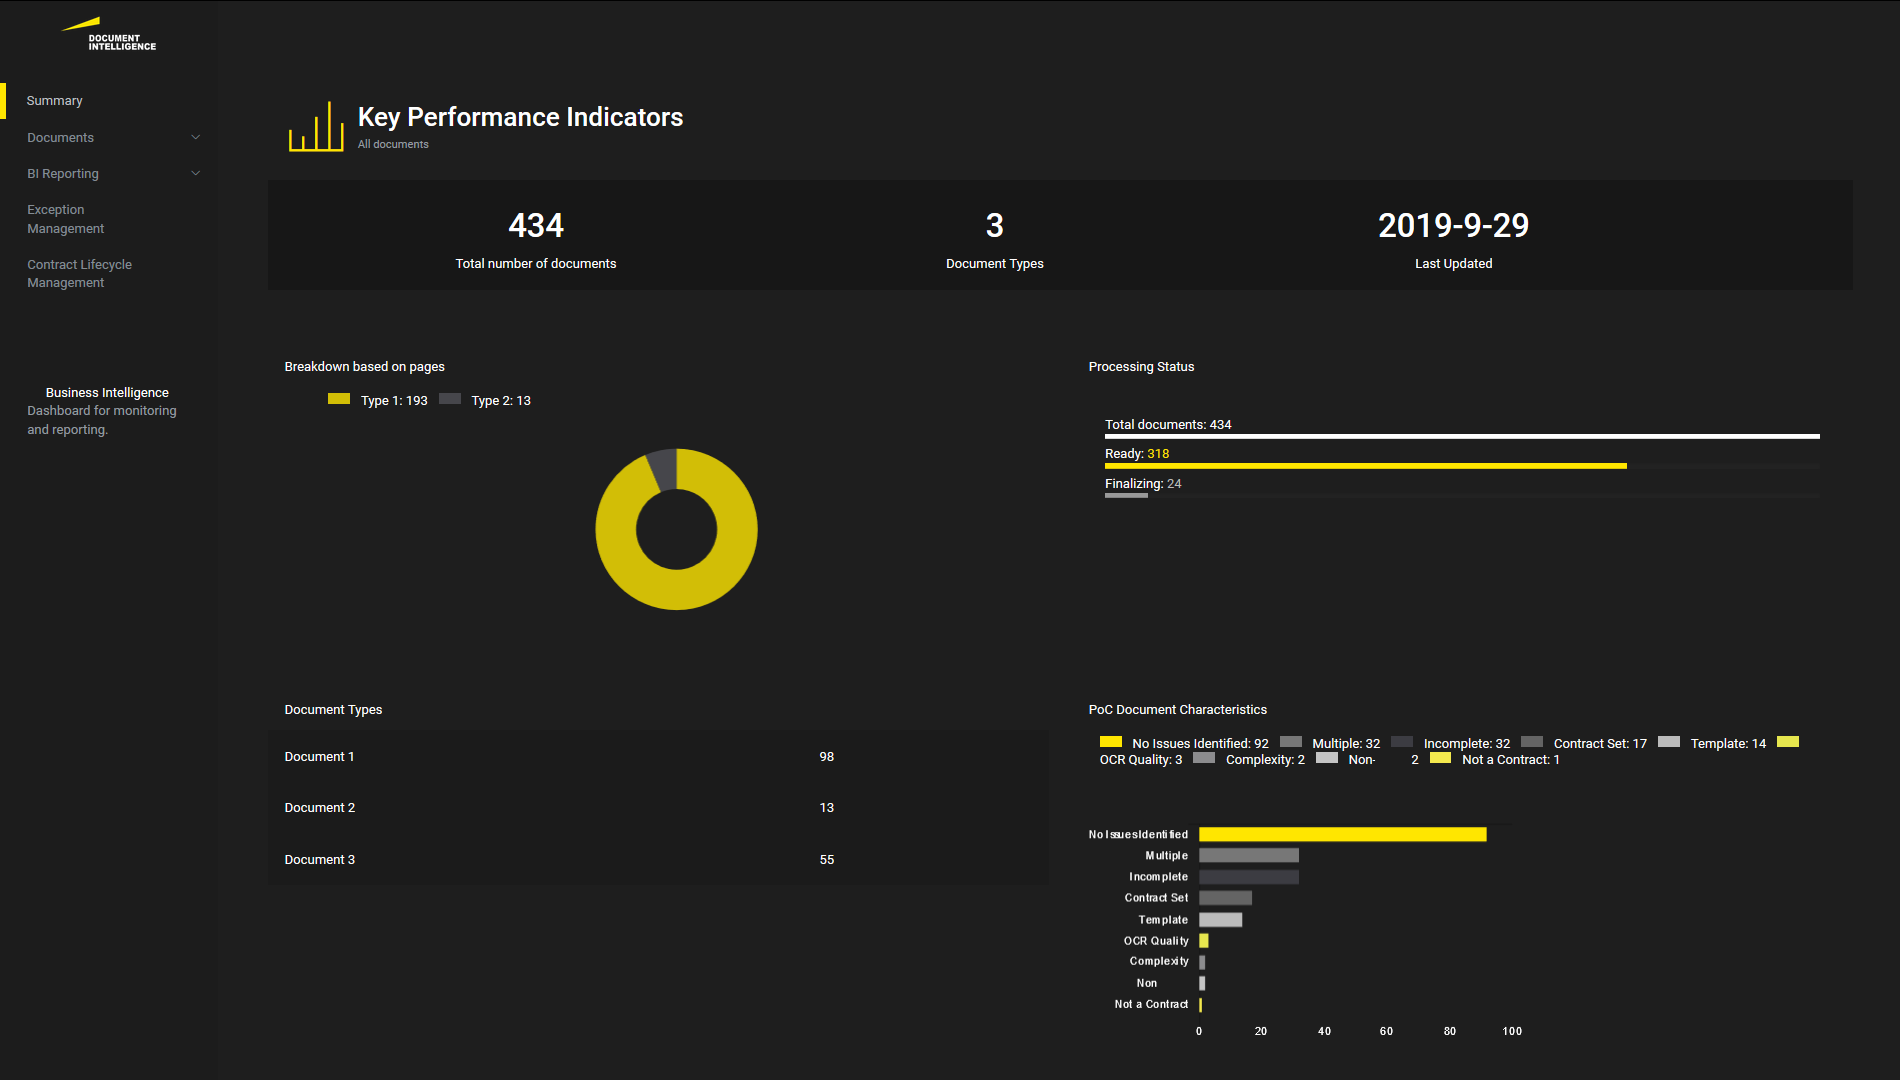 DOCUMENT
INTELLIGENCE
Summary
Documents
BI Reporting
Exception
Management
Contract Lifecycle
Management
Business Intelligence
Dashboard for monitoring
and reporting.
Key Performance Indicators
All documents
434
Total number of documents
3
Document Types
2019-9-29
Last Updated
Breakdown based on pages
Type 1: 193 Type 2: 13
Processing Status
Total documents: 434
Ready: 318
Finalizing: 24
Document Types
Document 1 98
Document 2 13
Document 3 55
PoC Document Characteristics
No Issues Identified: 92 Multiple: 32 Incomplete: 32 Contract Set: 17 Template: 14
OCR Quality: 3 Complexity: 2 Non- 2 Not a Contract: 1
No Issues Identified
Multiple
Incomplete
Contract Set
Template
OCR Quality
Complexity
Non
Not a Contract
0 20 40 60 80 100